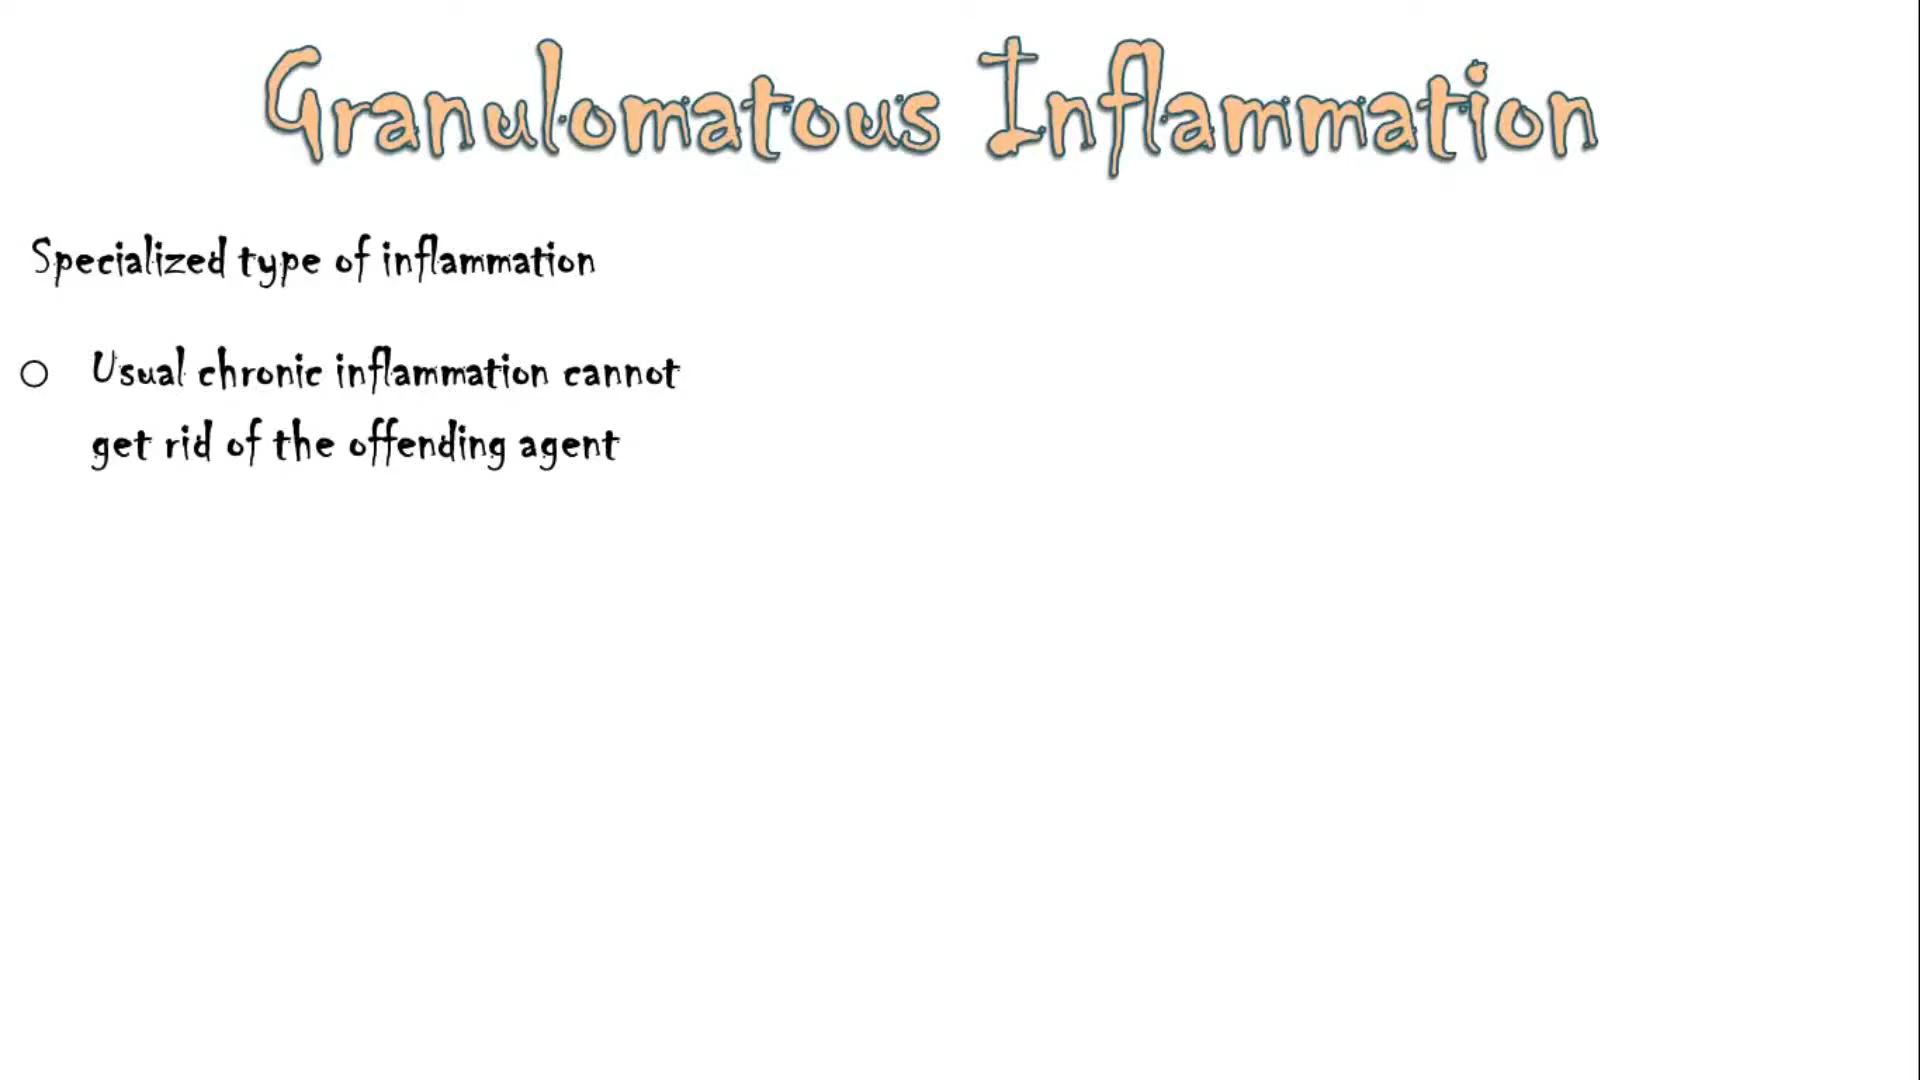 Granulomatous Inflammation
Specialized type of inflammation
○ Usual chronic inflammation cannot
get rid of the offending agent